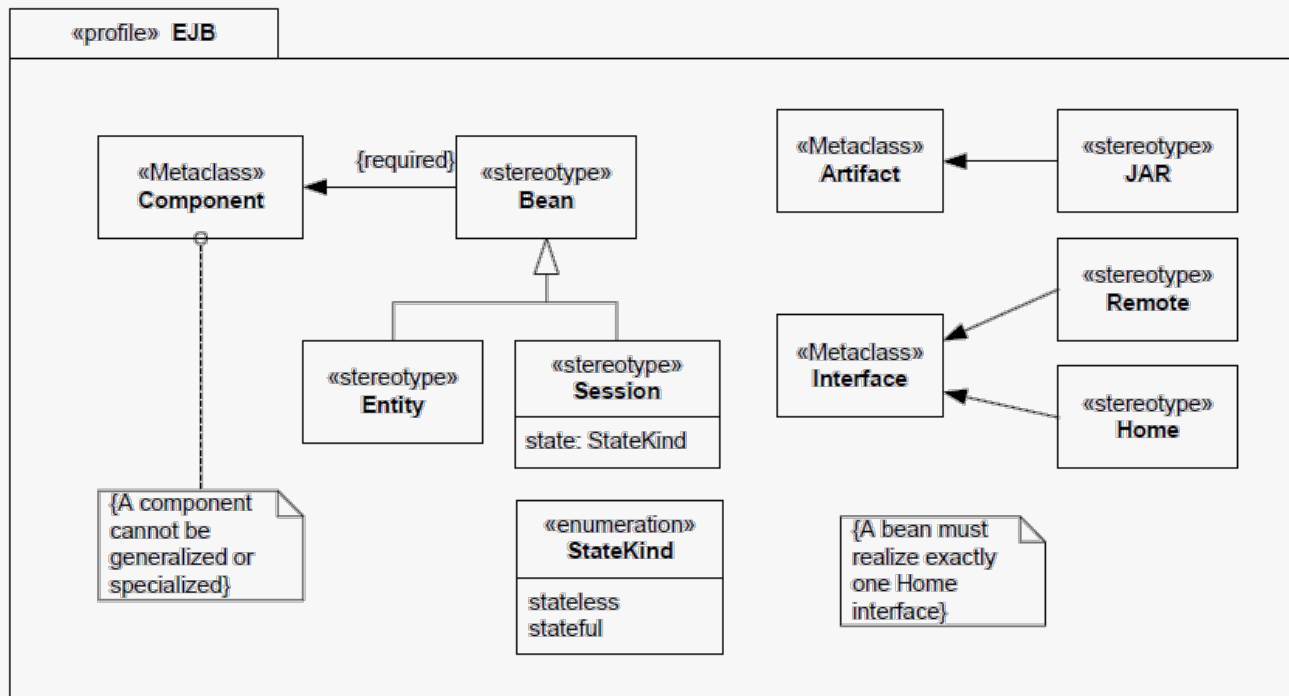 «profile» EJB
«Metaclass»
Component
{required}
«stereotype»
Bean
«Metaclass»
Artifact
«stereotype»
JAR
«stereotype»
Remote
«Metaclass»
Interface
«stereotype»
Home
«stereotype»
Entity
«stereotype»
Session
state: StateKind
{A component
cannot be
generalized or
specialized}
«enumeration»
StateKind
stateless
stateful
{A bean must
realize exactly
one Home
interface}